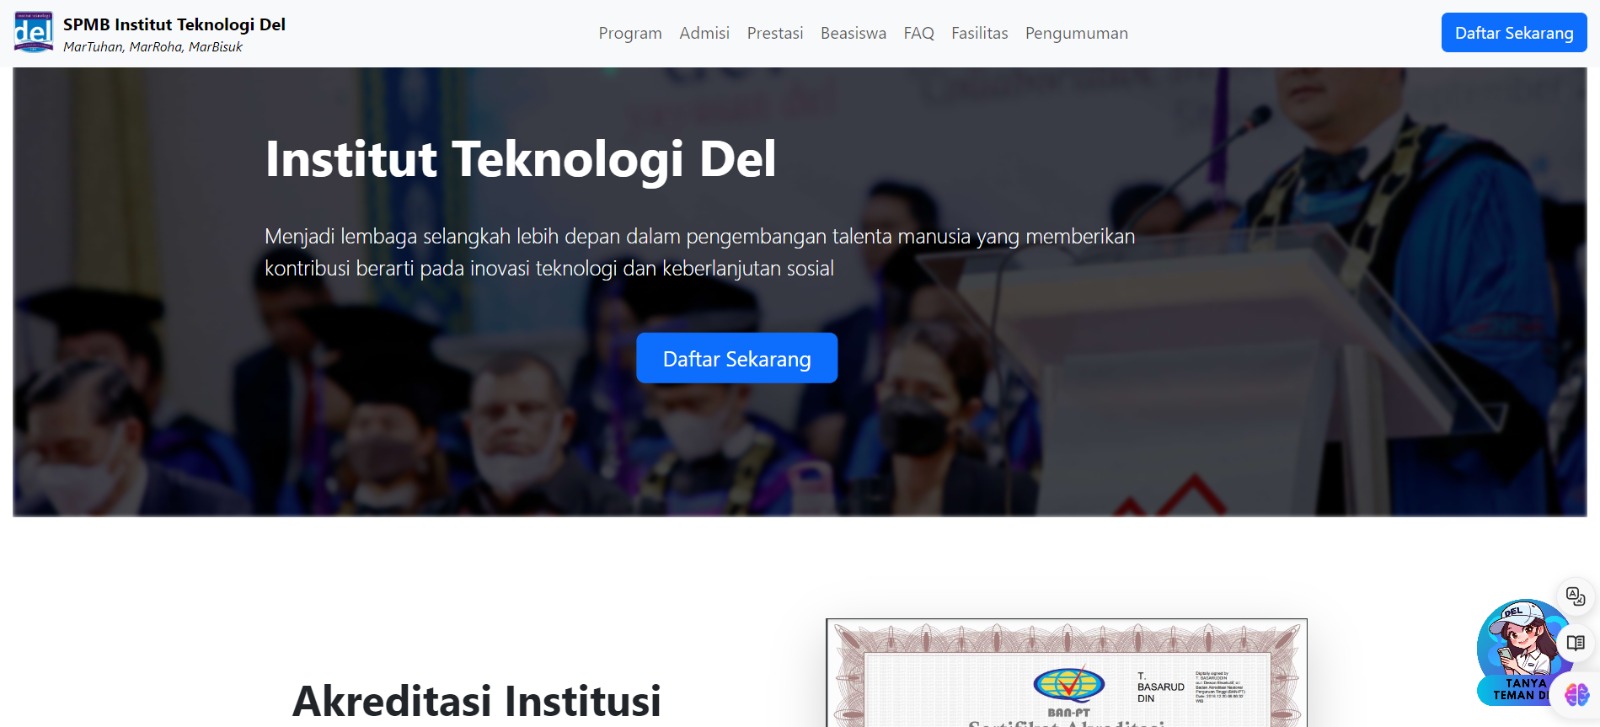 del
SPMB Institut Teknologi Del
MarTuhan, MarRoha, MarBisuk
Program
Admisi
Prestasi
Beasiswa
FAQ
Fasilitas
Pengumuman
Daftar Sekarang
Institut Teknologi Del
Menjadi lembaga selangkah lebih depan dalam pengembangan talenta manusia yang memberikan
kontribusi berarti pada inovasi teknologi dan keberlanjutan sosial
Daftar Sekarang
Akreditasi Institusi
BAN-PT
T.
BASARUD
DIN
Sertifikat Akreditasi
DEL
TANYA
TEMAN